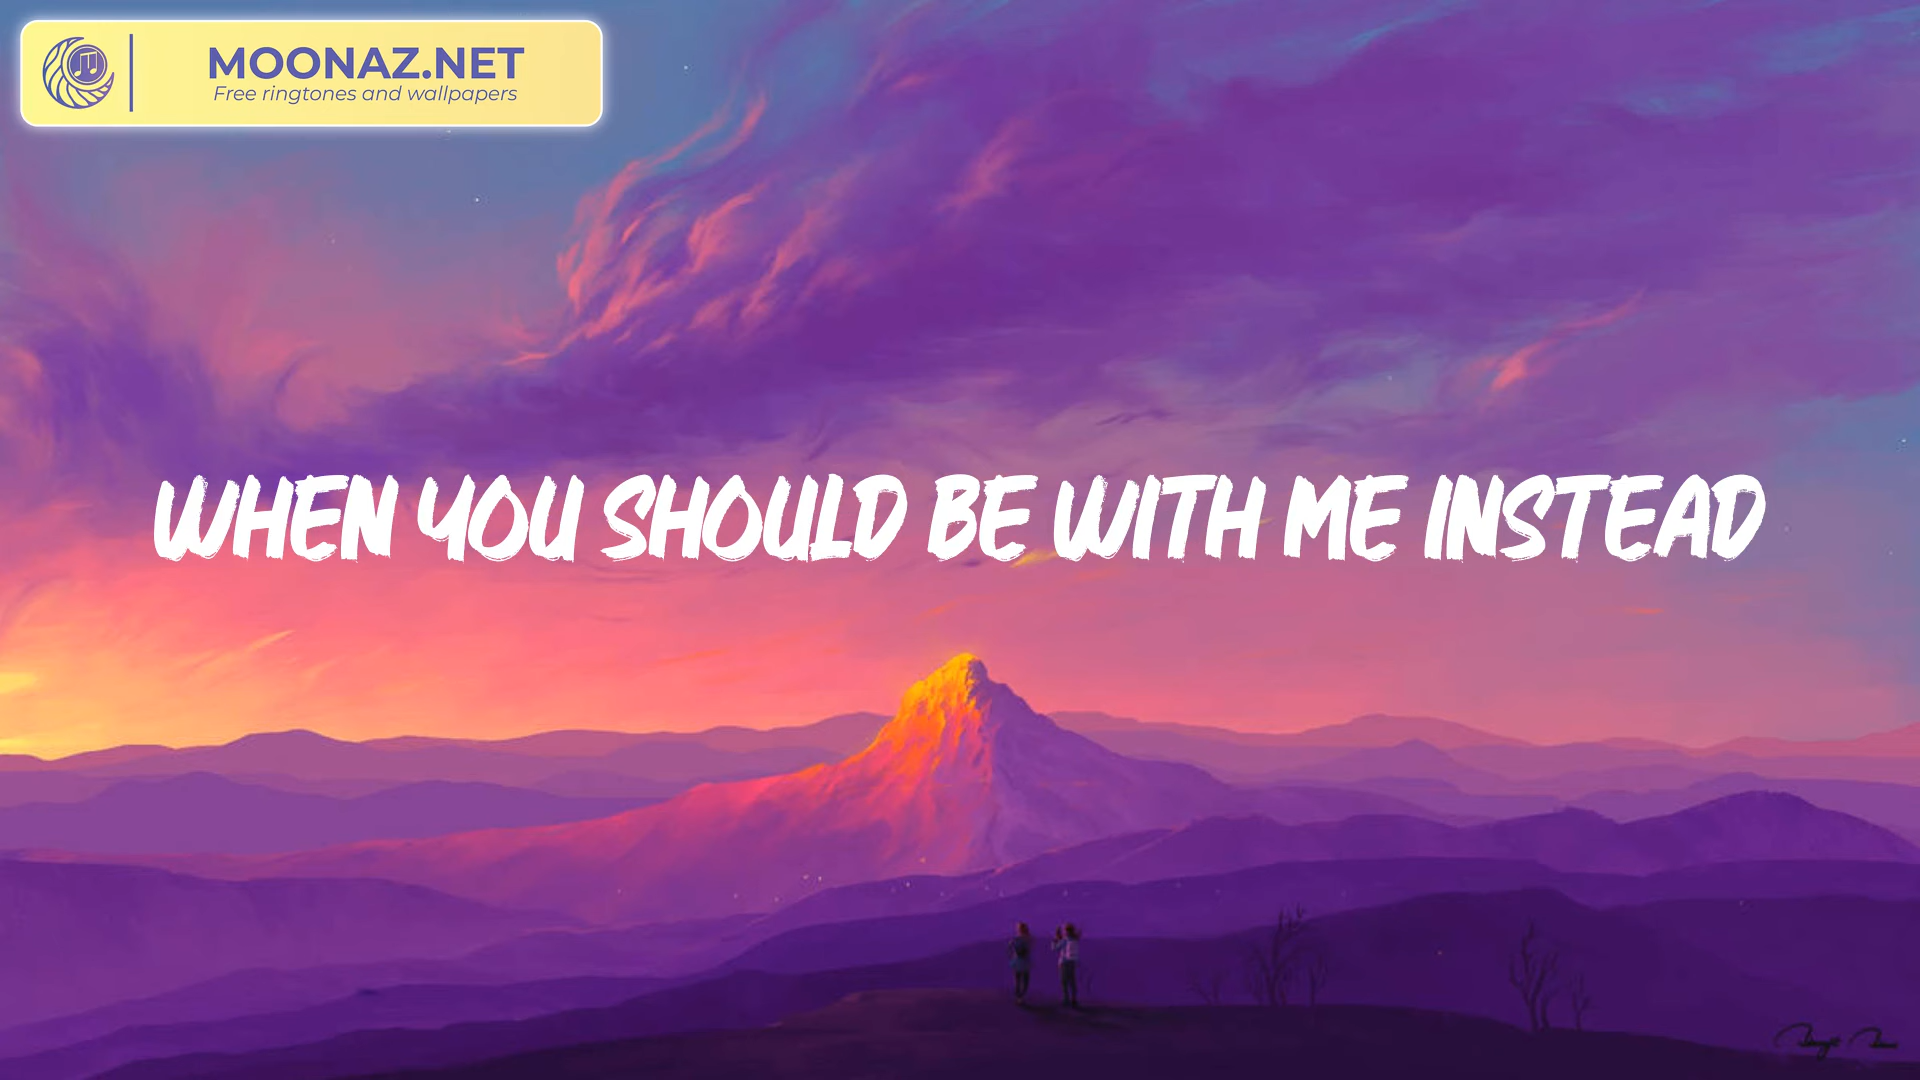 MOONAZ.NET
Free ringtones and wallpapers
WHEN YOU SHOULD BE WITH ME INSTEAD